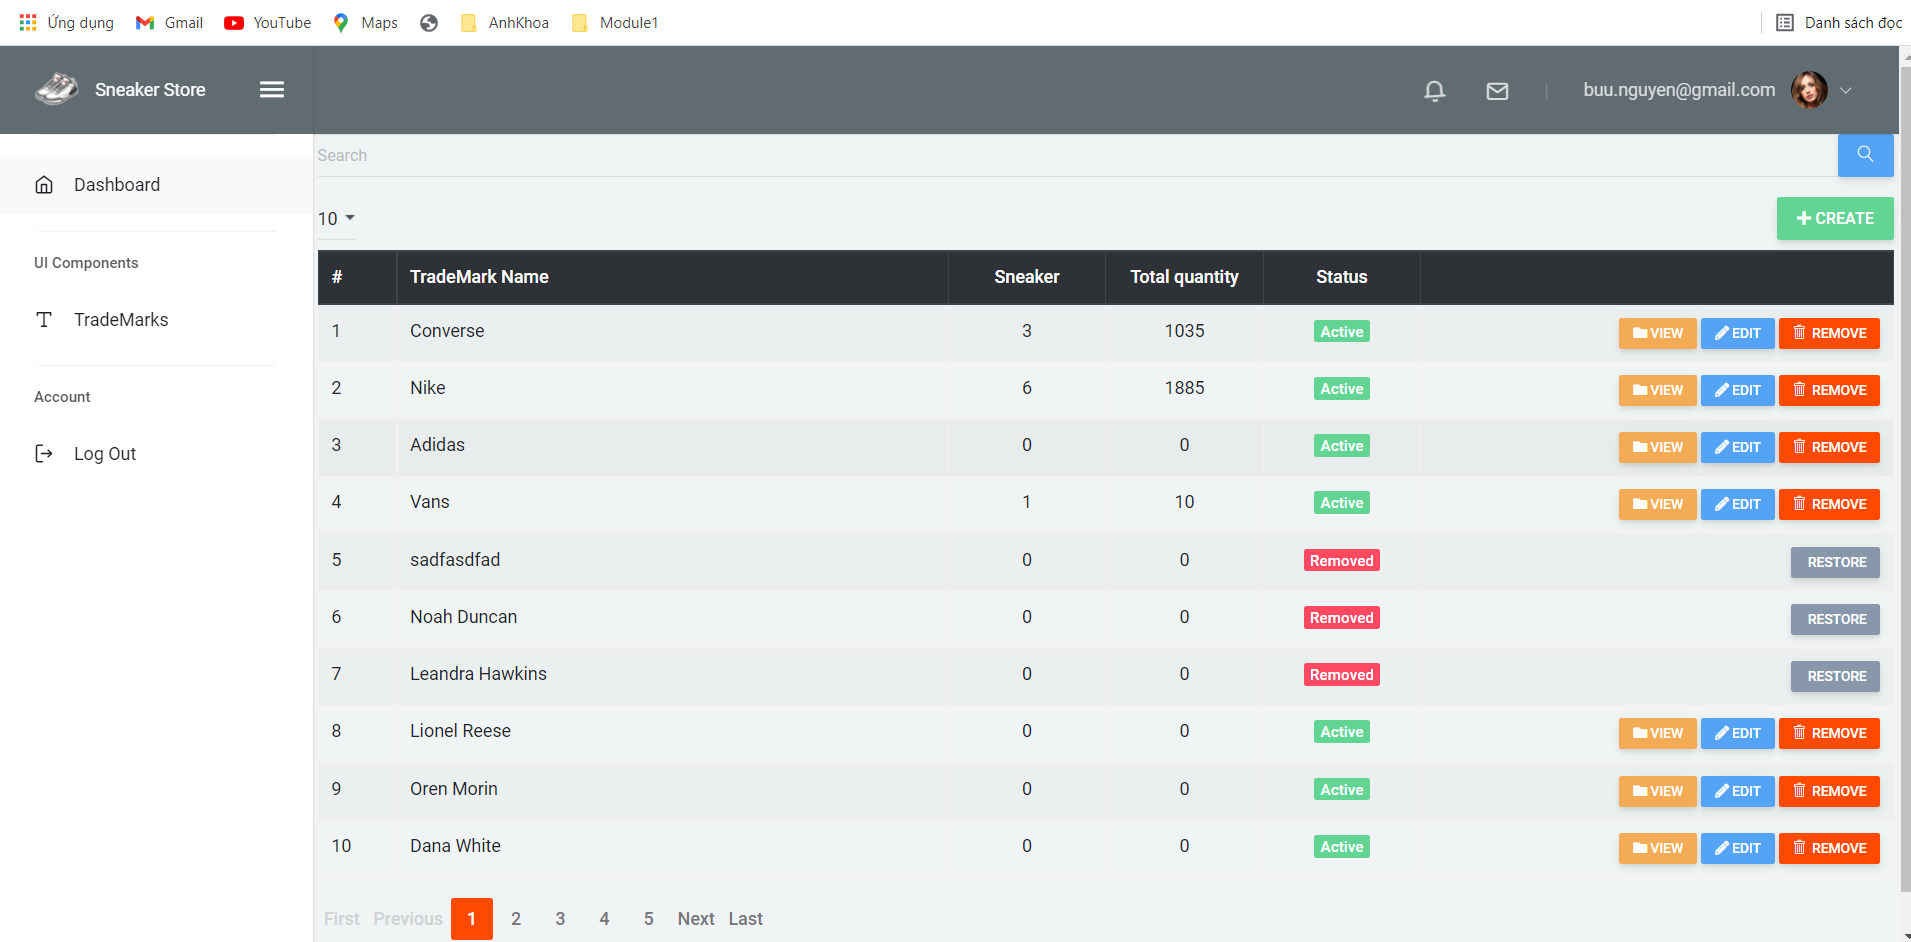 Ứng dụng Gmail YouTube Maps AnhKhoa Module1 Danh sách đọc
Sneaker Store buu.nguyen@gmail.com
Search
Dashboard
10 CREATE
UI Components
TradeMarks
Account
Log Out
# TradeMark Name Sneaker Total quantity Status
1 Converse 3 1035 Active VIEW EDIT REMOVE
2 Nike 6 1885 Active VIEW EDIT REMOVE
3 Adidas 0 0 Active VIEW EDIT REMOVE
4 Vans 1 10 Active VIEW EDIT REMOVE
5 sadfasdfad 0 0 Removed RESTORE
6 Noah Duncan 0 0 Removed RESTORE
7 Leandra Hawkins 0 0 Removed RESTORE
8 Lionel Reese 0 0 Active VIEW EDIT REMOVE
9 Oren Morin 0 0 Active VIEW EDIT REMOVE
10 Dana White 0 0 Active VIEW EDIT REMOVE
First Previous 1 2 3 4 5 Next Last